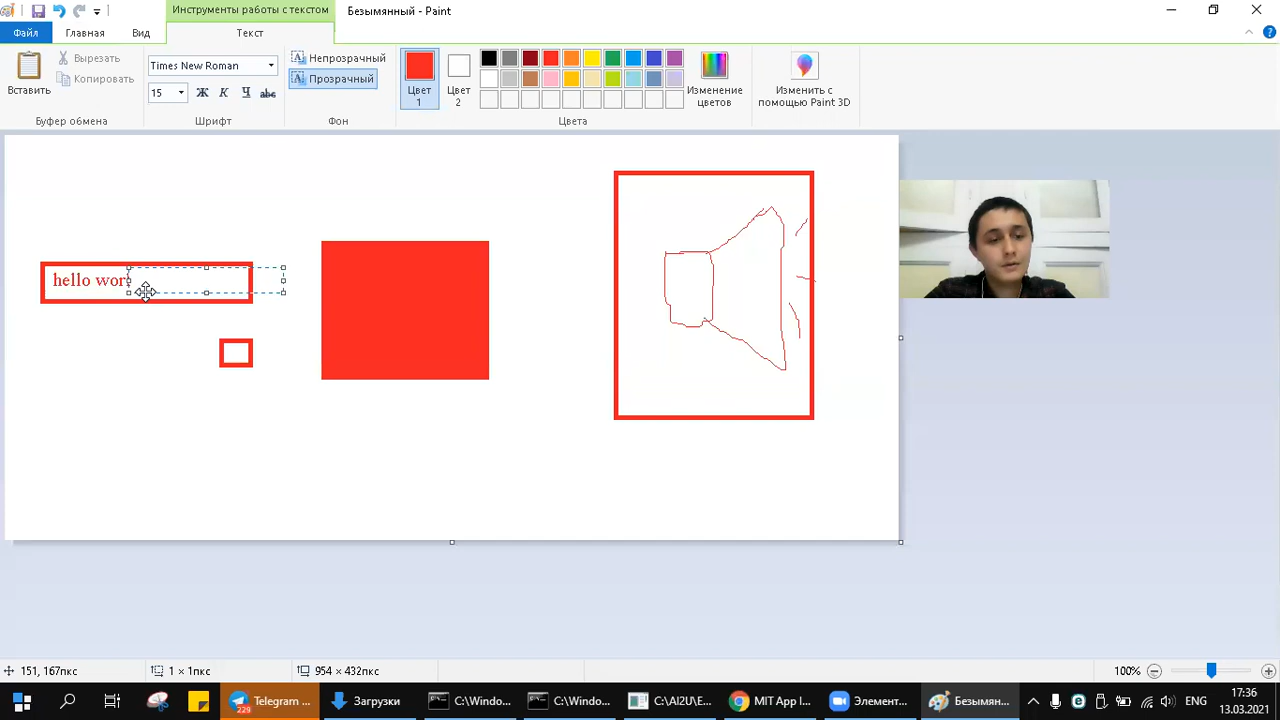 Инструменты работы с текстом
Безымянный - Paint
Файл
Главная
Вид
Текст
Вставить
Вырезать
Копировать
Буфер обмена
Times New Roman
15
Ж К Ч abc
Шрифт
Непрозрачный
Прозрачный
Фон
Цвет 1
Цвет 2
Изменение цветов
Цвета
Изменить с помощью Paint 3D
hello wor
151, 167пкс
1 × 1пкс
954 × 432пкс
100%
Telegram ...
229
Загрузки
C:\Windo...
C:\Windo...
C:\AI2U\E...
MIT App I...
Элемент...
Безымян...
ENG
17:36
13.03.2021